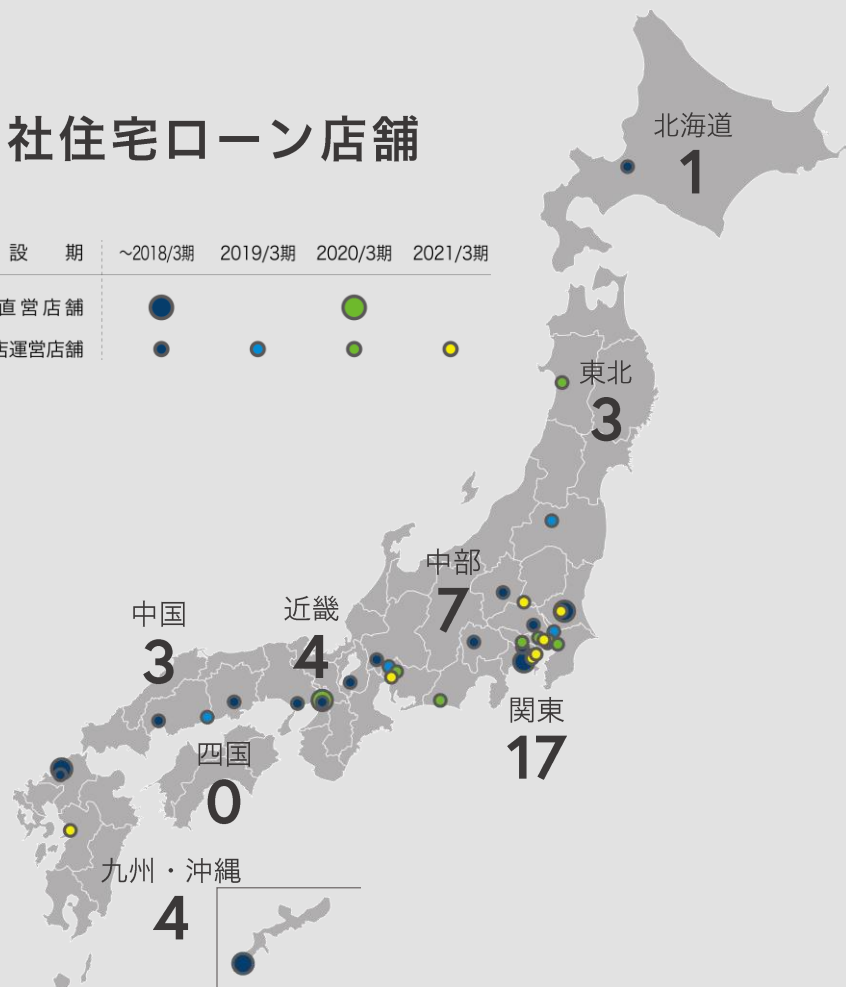 社住宅ローン店舗
設 期 ~2018/3期 2019/3期 2020/3期 2021/3期
直営店舗
店運営店舗
北海道
1
東北
3
中部
7
近畿
4
中国
3
関東
17
四国
0
九州・沖縄
4